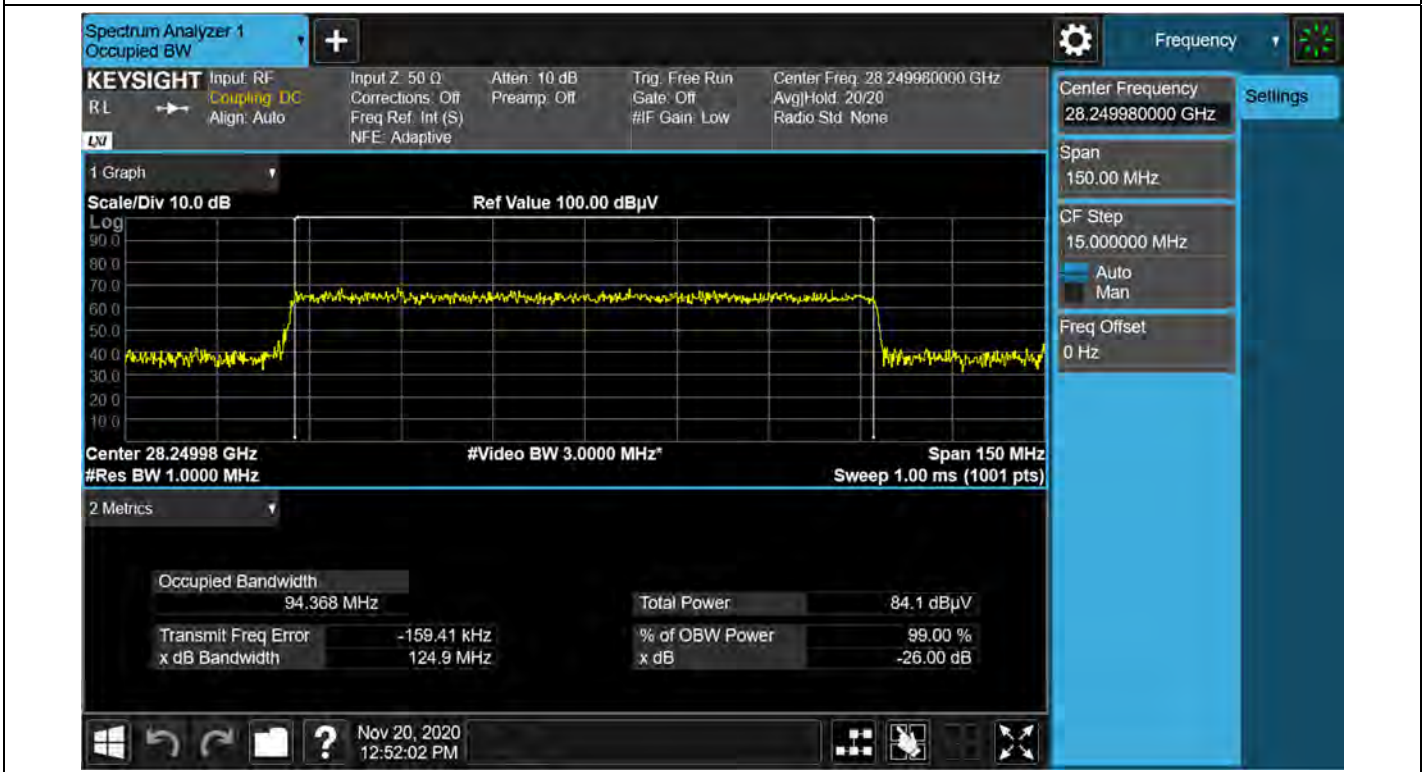 Spectrum Analyzer 1
Occupied BW
+
Frequency
KEYSIGHT
R L
LXI
Input: RF
Coupling: DC
Align: Auto
Input Z: 50 Ω
Corrections: Off
Freq Ref: Int (S)
NFE: Adaptive
Atten: 10 dB
Preamp: Off
Trig: Free Run
Gate: Off
#IF Gain: Low
Center Freq: 28.249980000 GHz
Avg|Hold: 20/20
Radio Std: None
Center Frequency
28.249980000 GHz
Settings
Span
150.00 MHz
CF Step
15.000000 MHz
Auto
Man
Freq Offset
0 Hz
1 Graph
Scale/Div 10.0 dB
Ref Value 100.00 dBµV
Log
90.0
80.0
70.0
60.0
50.0
40.0
30.0
20.0
10.0
Center 28.24998 GHz
#Video BW 3.0000 MHz*
Span 150 MHz
#Res BW 1.0000 MHz
Sweep 1.00 ms (1001 pts)
2 Metrics
Occupied Bandwidth
94.368 MHz
Total Power 84.1 dBµV
Transmit Freq Error -159.41 kHz
% of OBW Power 99.00 %
x dB Bandwidth 124.9 MHz
x dB -26.00 dB
?
Nov 20, 2020
12:52:02 PM